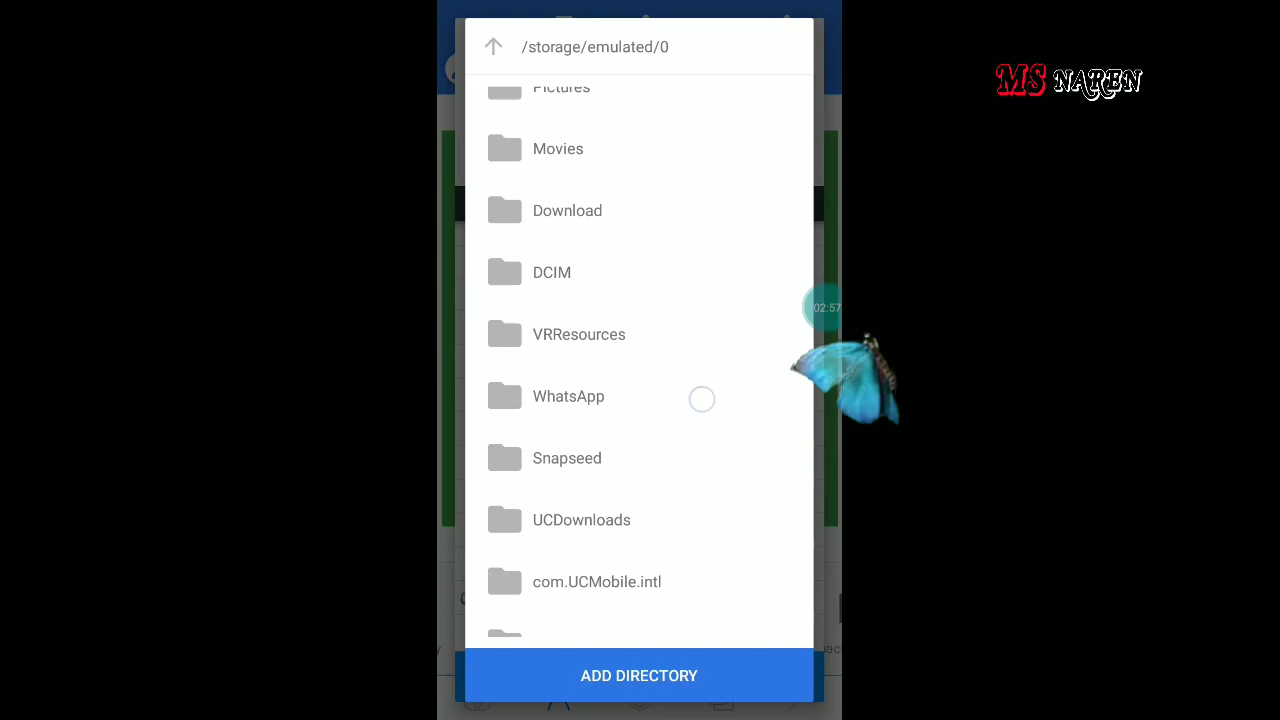 /storage/emulated/0
MS NAREN
Pictures
Movies
Download
DCIM
VRResources
02:57
WhatsApp
Snapseed
UCDownloads
com.UCMobile.intl
ADD DIRECTORY